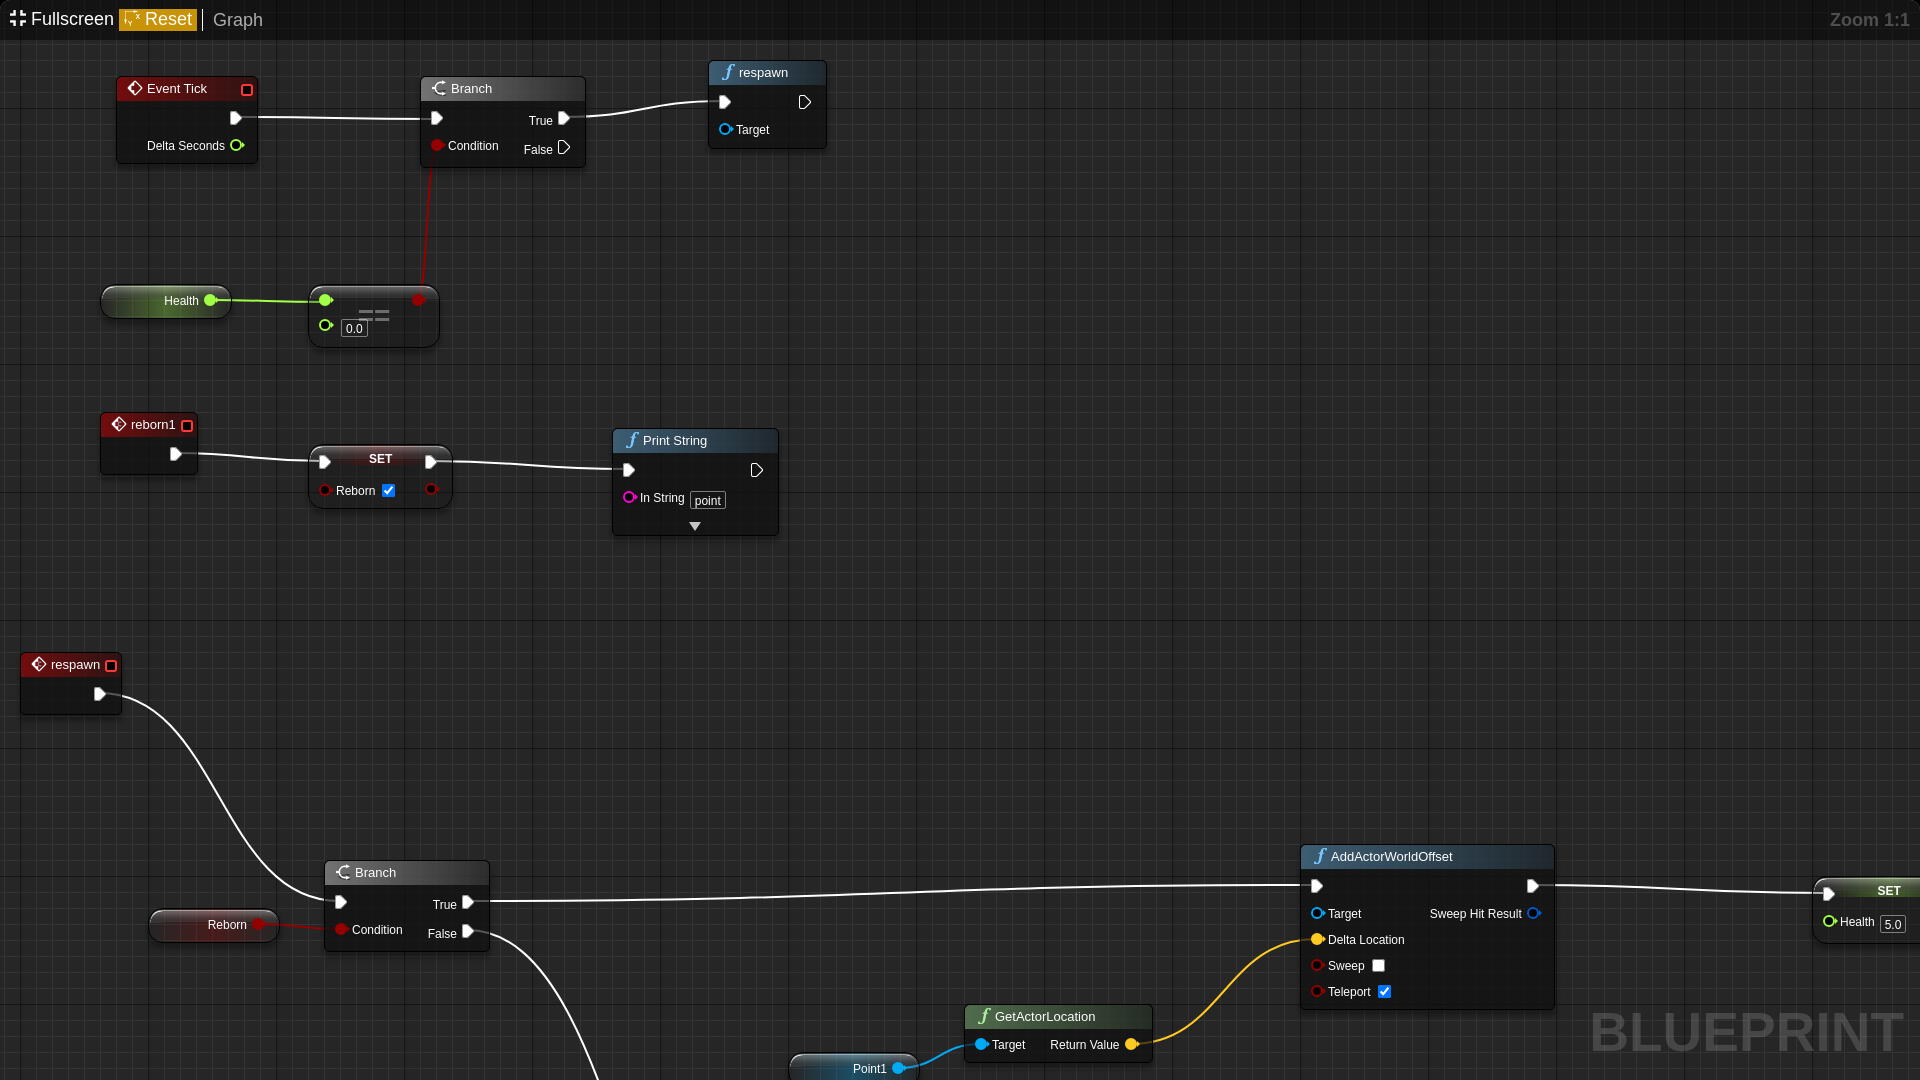 Fullscreen Reset Graph Zoom 1:1
respawn
Event Tick Branch
True Target
Delta Seconds Condition False
Health
0.0
==
reborn1
Print String
SET
Reborn In String point
respawn
AddActorWorldOffset
Branch
SET
True
Target Sweep Hit Result
Reborn Condition False Health 5.0
Delta Location
Sweep
Teleport
GetActorLocation
BLUEPRINT
Target Return Value
Point1